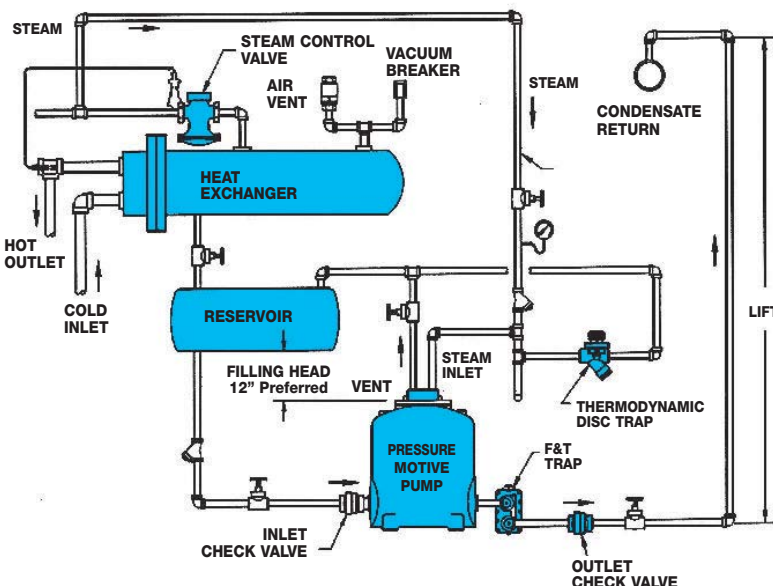 STEAM
STEAM CONTROL
VALVE
VACUUM
BREAKER
AIR
VENT
STEAM
CONDENSATE
RETURN
HEAT
EXCHANGER
HOT
OUTLET
COLD
INLET
RESERVOIR
LIFT
FILLING HEAD
12" Preferred
VENT
STEAM
INLET
THERMODYNAMIC
DISC TRAP
PRESSURE
MOTIVE
PUMP
F&T
TRAP
INLET
CHECK VALVE
OUTLET
CHECK VALVE